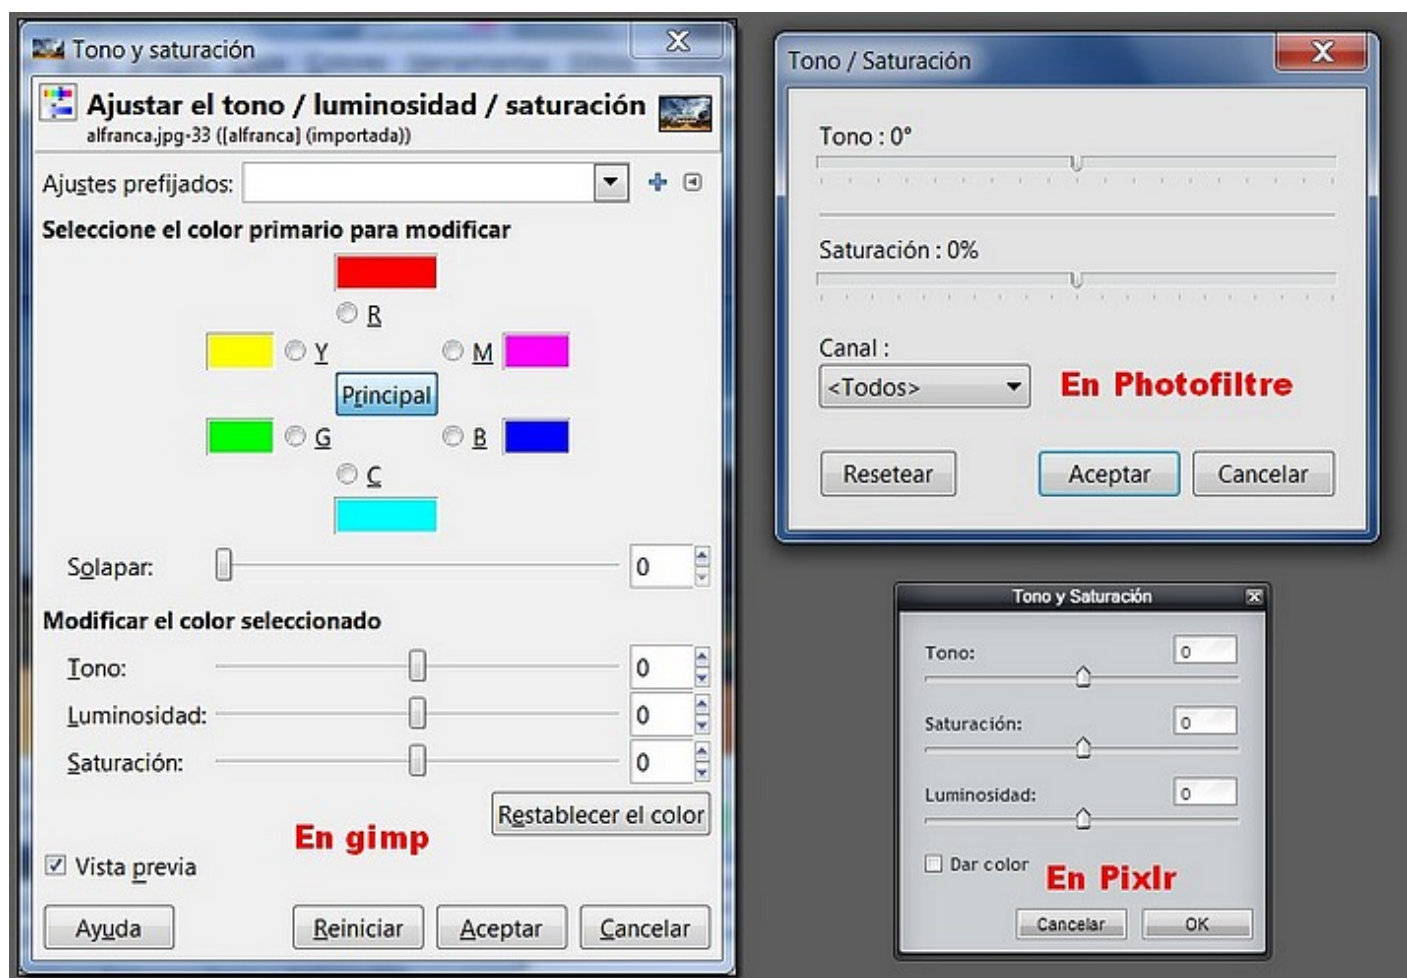 Tono y saturación
Ajustar el tono / luminosidad / saturación
alfranca.jpg-33 ([alfranca] (importada))
Ajustes prefijados:
Seleccione el color primario para modificar
R
Y
M
Principal
G
B
C
Solapar:
0
Modificar el color seleccionado
Tono:
0
Luminosidad:
0
Saturación:
0
Restablecer el color
En gimp
Vista previa
Ayuda
Reiniciar
Aceptar
Cancelar
Tono / Saturación
Tono : 0°
Saturación : 0%
Canal :
<Todos>
En Photofiltre
Resetear
Aceptar
Cancelar
Tono y Saturación
Tono:
0
Saturación:
0
Luminosidad:
0
Dar color
En Pixlr
Cancelar
OK